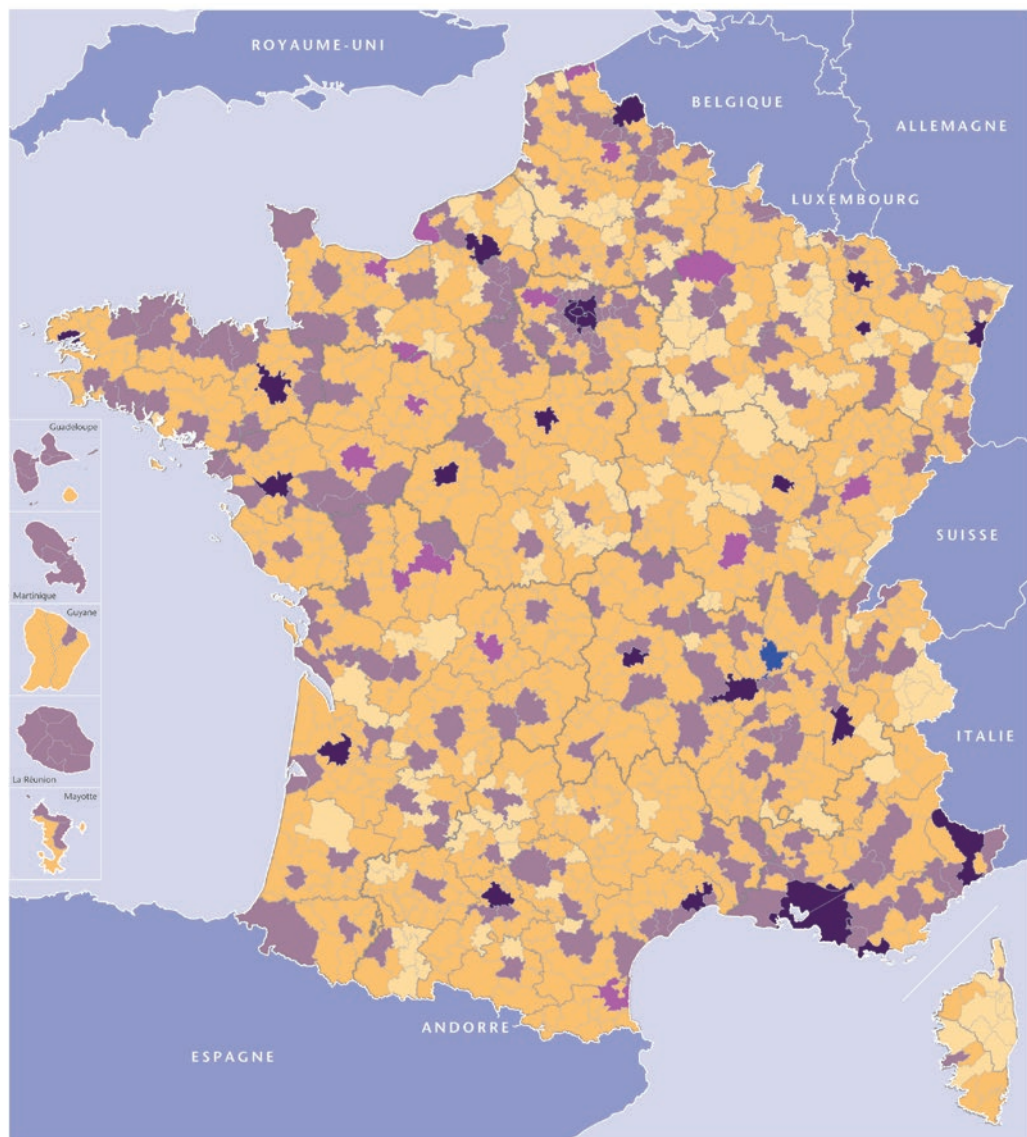 ROYAUME-UNI
BELGIQUE
ALLEMAGNE
LUXEMBOURG
Guadeloupe
SUISSE
Martinique
Guyane
ITALIE
La Réunion
Mayotte
ANDORRE
ESPAGNE